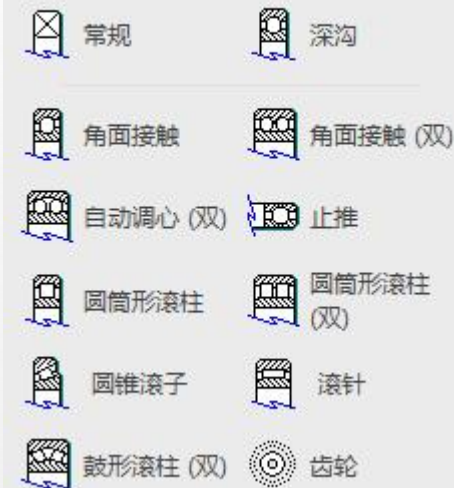 常规
深沟
角面接触
角面接触 (双)
自动调心 (双)
止推
圆筒形滚柱
圆筒形滚柱
(双)
圆锥滚子
滚针
鼓形滚柱 (双)
齿轮